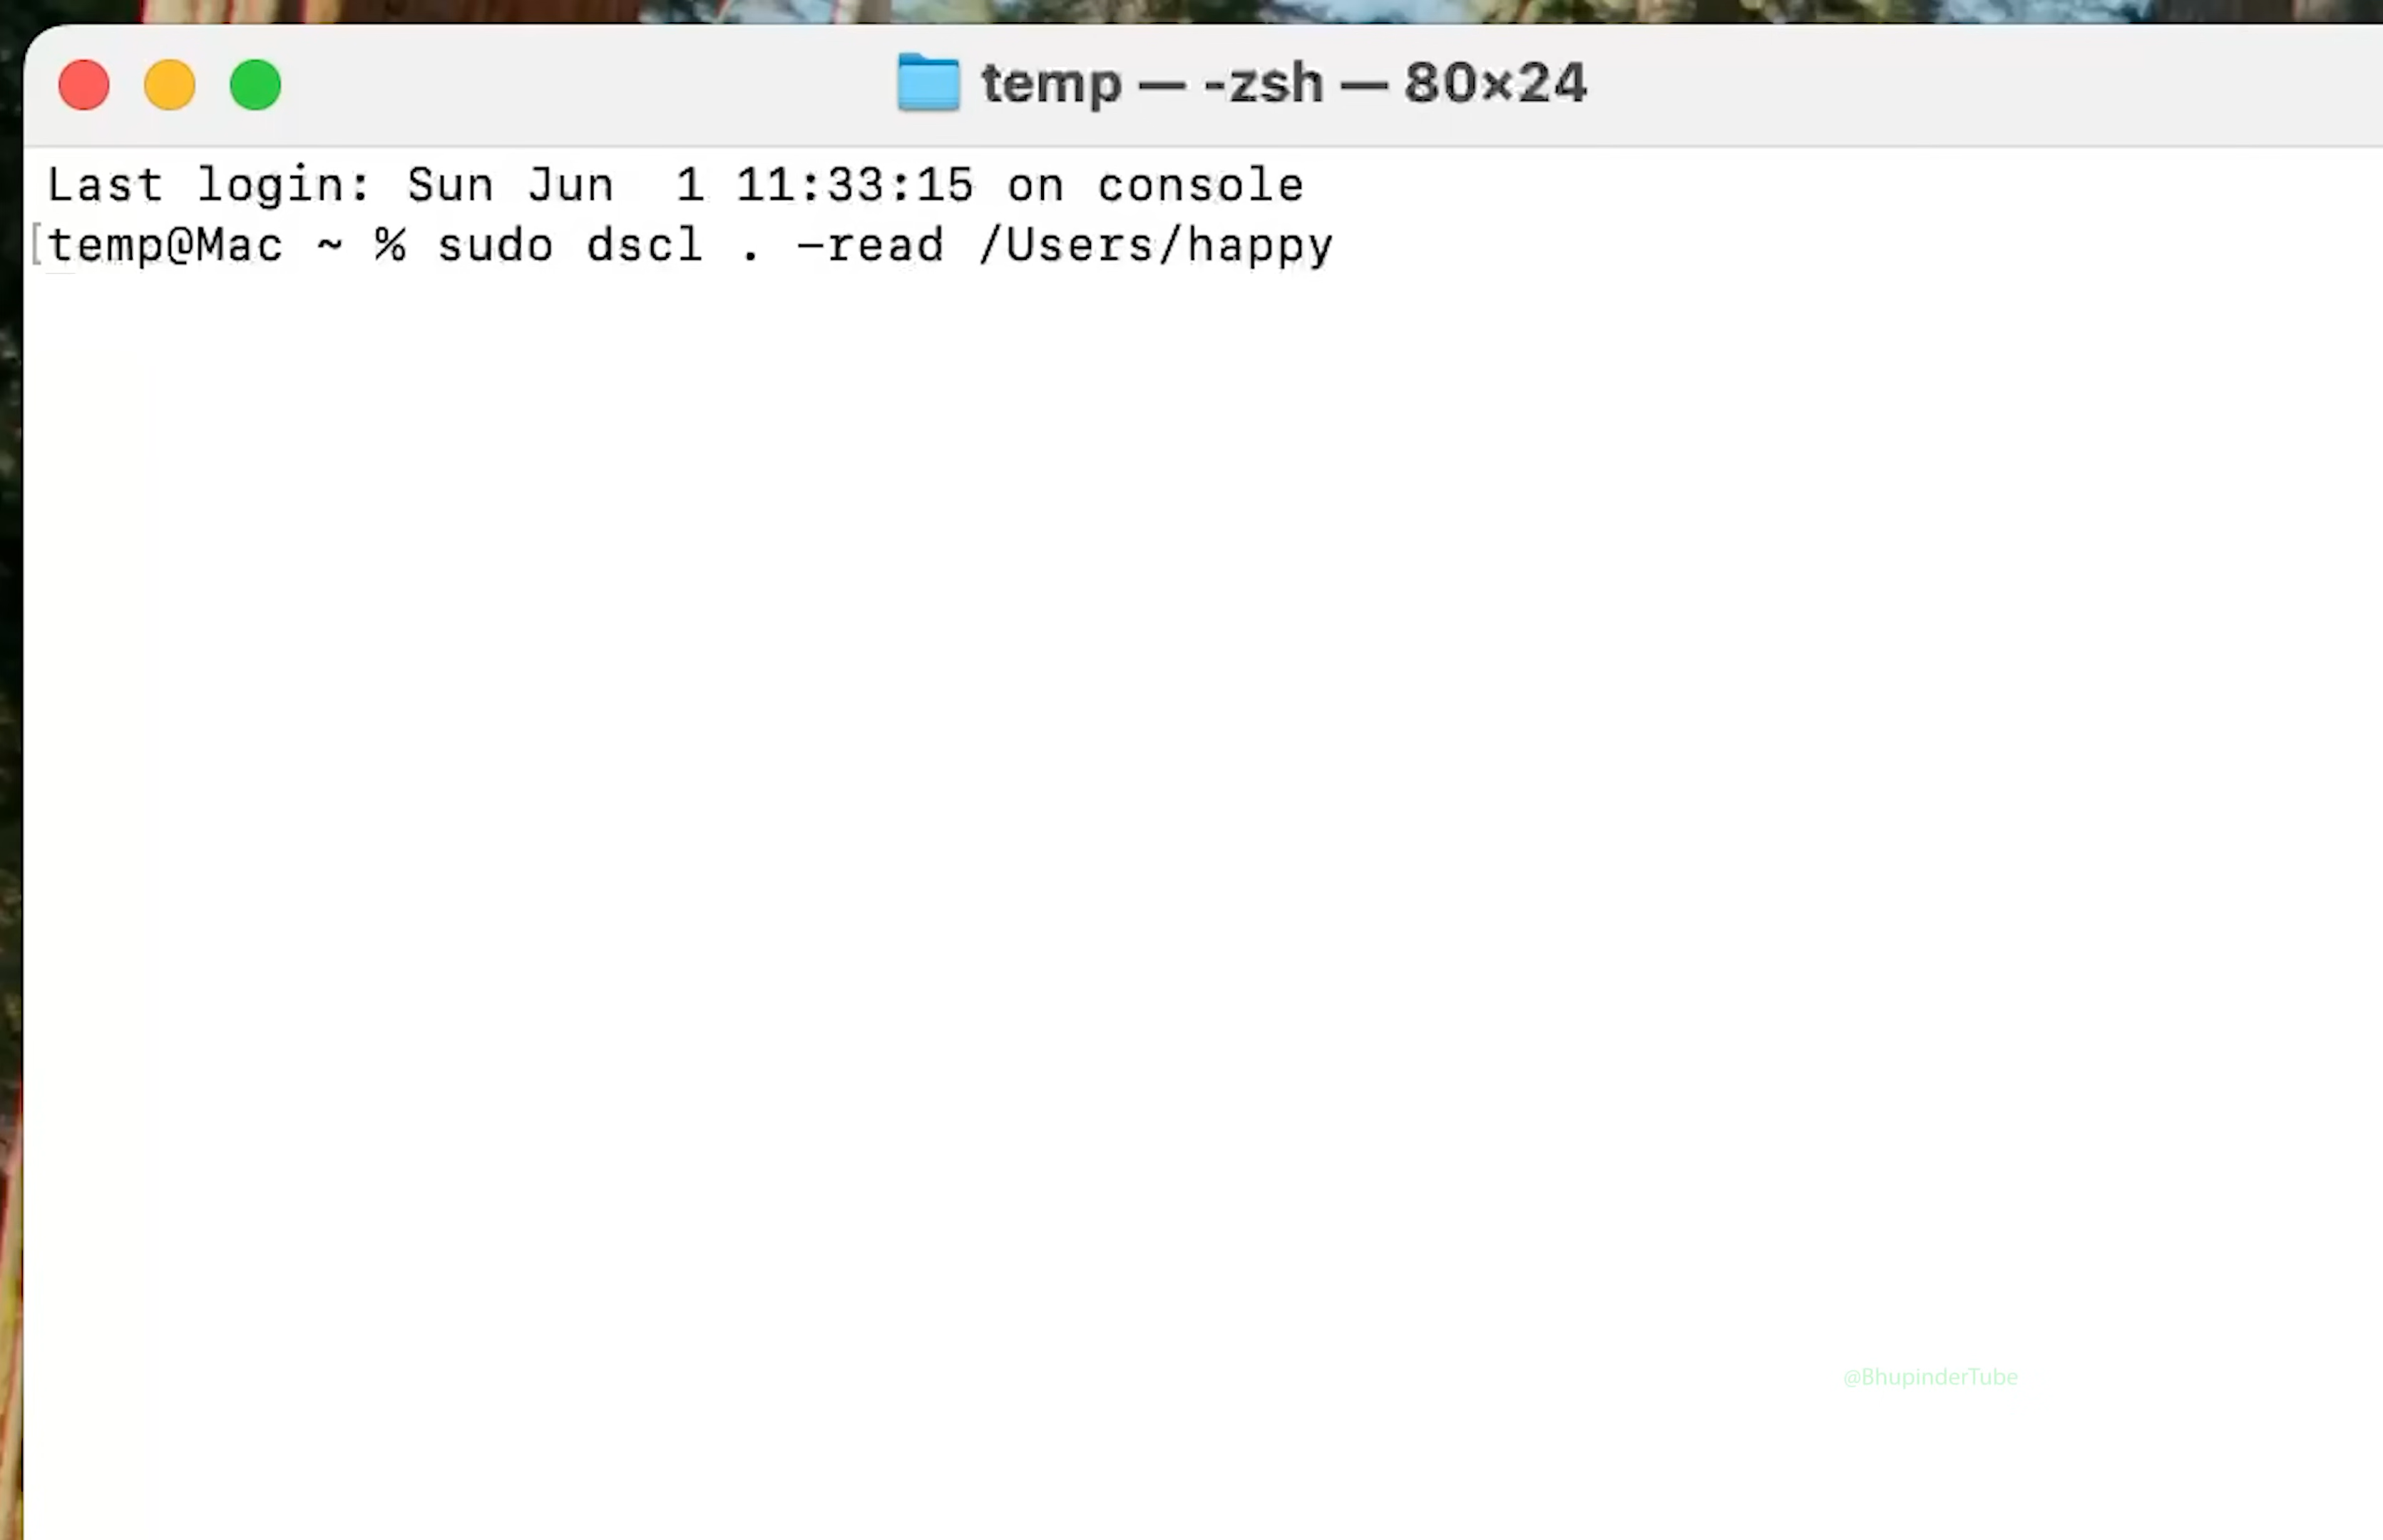 temp — -zsh — 80×24
Last login: Sun Jun  1 11:33:15 on console
[temp@Mac ~ % sudo dscl . -read /Users/happy
@BhupinderTube